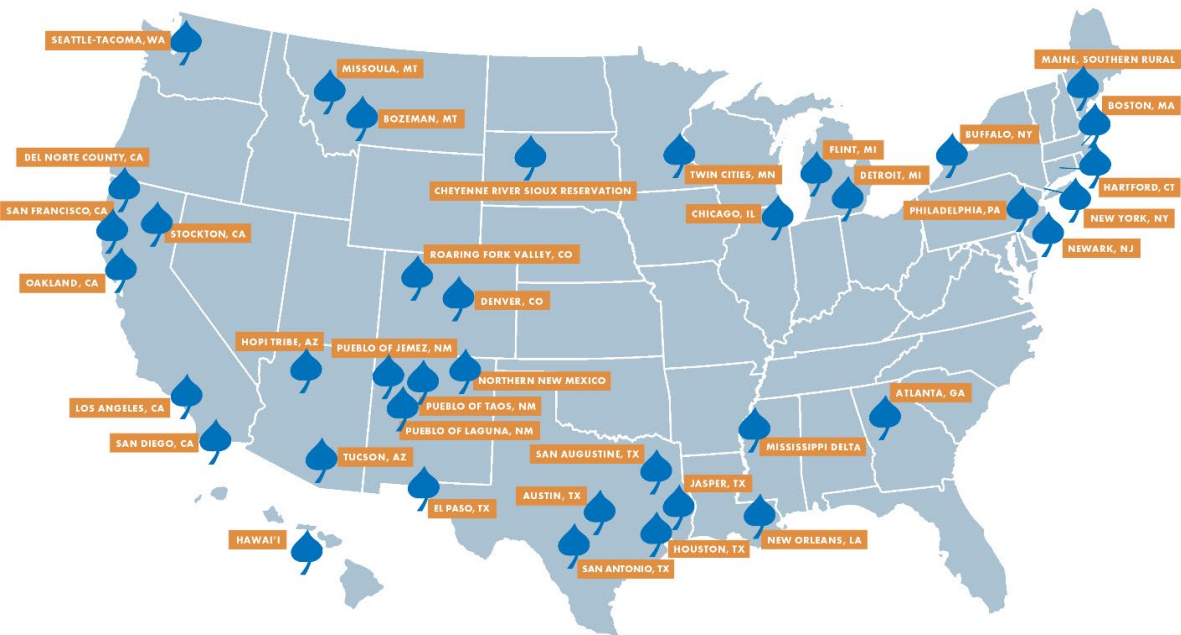 SEATTLE-TACOMA, WA
MISSOULA, MT
BOZEMAN, MT
MAINE, SOUTHERN RURAL
BOSTON, MA
BUFFALO, NY
FLINT, MI
DETROIT, MI
DEL NORTE COUNTY, CA
CHEYENNE RIVER SIOUX RESERVATION
TWIN CITIES, MN
HARTFORD, CT
SAN FRANCISCO, CA
STOCKTON, CA
CHICAGO, IL
PHILADELPHIA, PA
NEW YORK, NY
NEWARK, NJ
ROARING FORK VALLEY, CO
OAKLAND, CA
DENVER, CO
HOPI TRIBE, AZ
PUEBLO OF JEMEZ, NM
NORTHERN NEW MEXICO
ATLANTA, GA
LOS ANGELES, CA
PUEBLO OF TAOS, NM
PUEBLO OF LAGUNA, NM
SAN DIEGO, CA
MISSISSIPPI DELTA
TUCSON, AZ
SAN AUGUSTINE, TX
JASPER, TX
AUSTIN, TX
EL PASO, TX
HAWAI'I
HOUSTON, TX
NEW ORLEANS, LA
SAN ANTONIO, TX